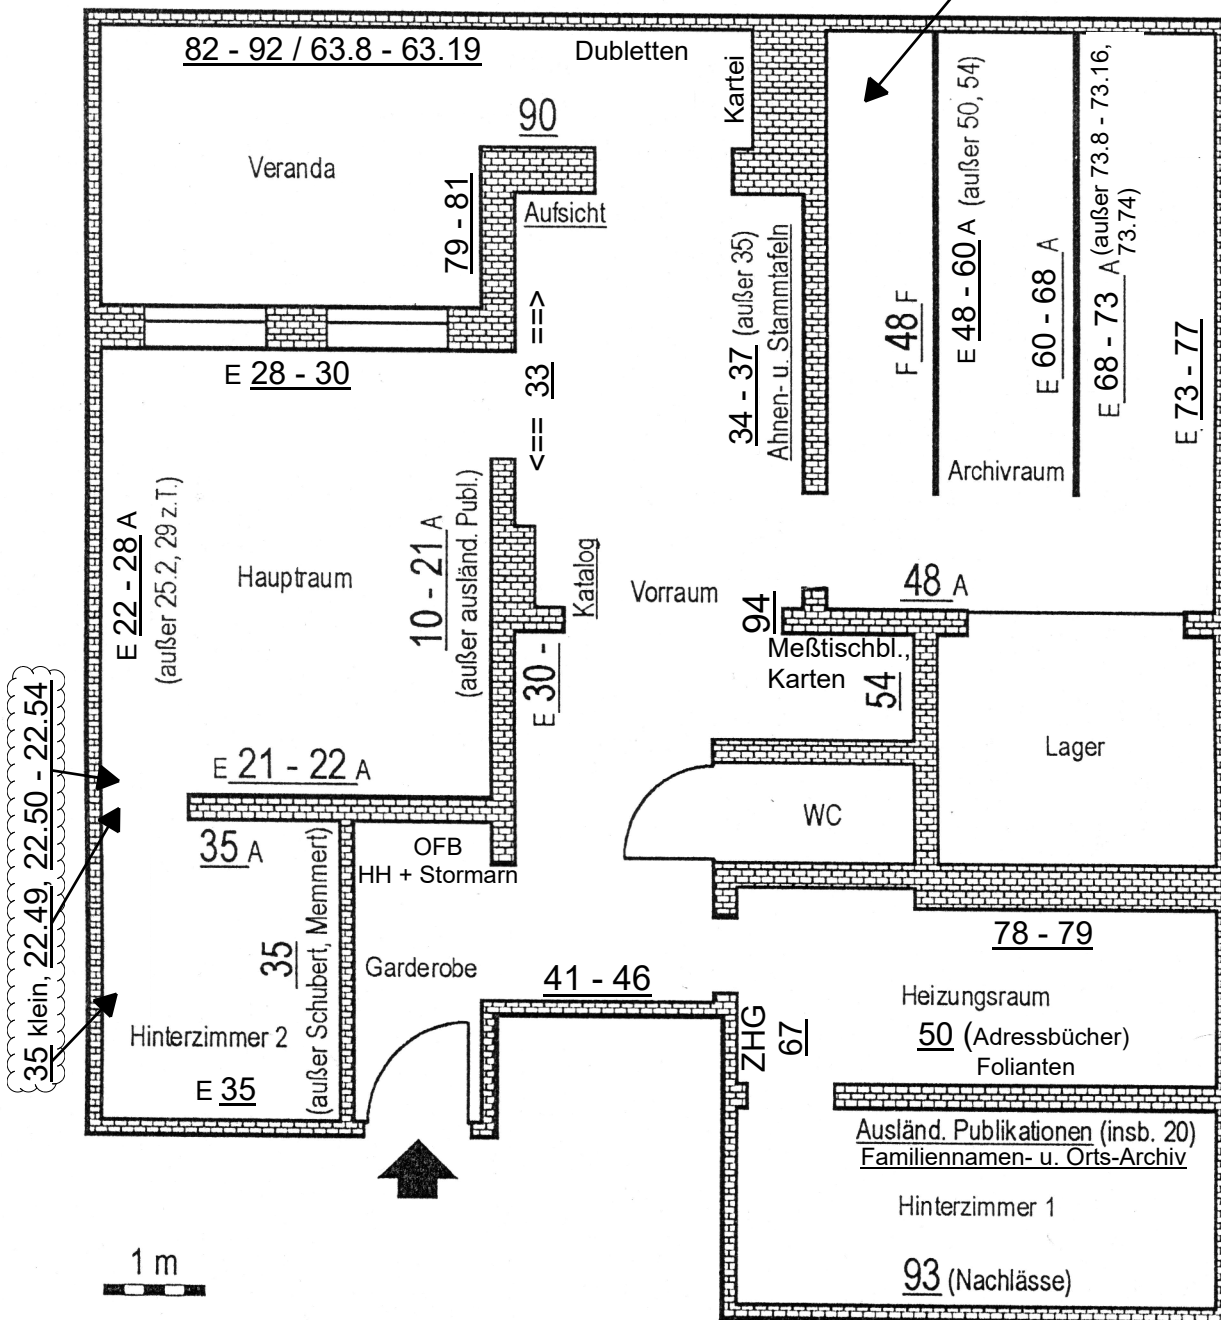 82 - 92 / 63.8 - 63.19
Dubletten
Kartei
90
Veranda
79 - 81
Aufsicht
34 - 37 (außer 35)
Ahnen- u. Stammtafeln
F 48 F
E 48 - 60 A (außer 50, 54)
E 60 - 68 A
E 68 - 73 A (außer 73.8 - 73.16,
73.74)
E 73 - 77
Archivraum
E 28 - 30
<== 33 ==>
E 22 - 28 A
(außer 25.2, 29 z.T.)
Hauptraum
10 - 21 A
(außer ausländ. Publ.)
Katalog
E 30 -
Vorraum
48 A
94
Meßtischbl.,
Karten
54
Lager
E 21 - 22 A
WC
35 klein, 22.49, 22.50 - 22.54
35 A
OFB
HH + Stormarn
35
(außer Schubert, Memmert)
Garderobe
Hinterzimmer 2
E 35
41 - 46
78 - 79
Heizungsraum
ZHG
67
50 (Adressbücher)
Folianten
Ausländ. Publikationen (insb. 20)
Familiennamen- u. Orts-Archiv
Hinterzimmer 1
93 (Nachlässe)
1 m